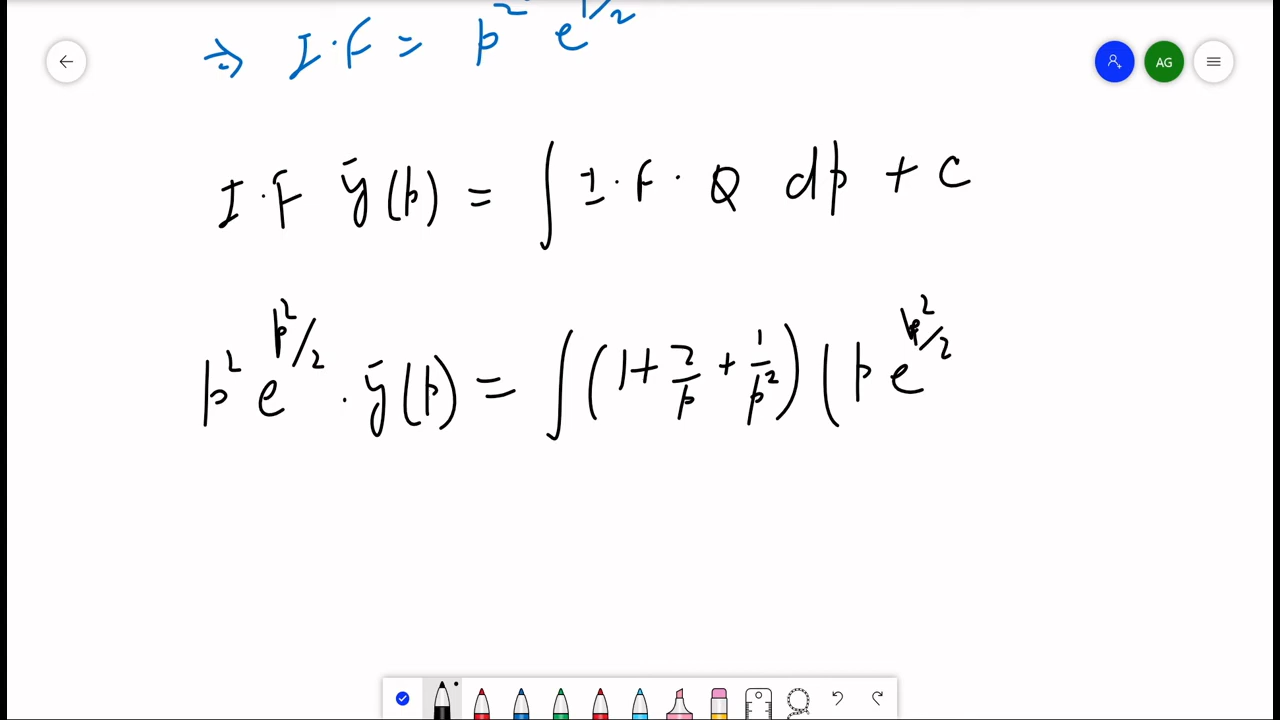 AG
⇒ I.F = p² e^{p²/2}
I.F ȳ(p) = ∫ I.F. Q dp + C
p² e^{p²/2} . ȳ(p) = ∫ (1 + 2/p + 1/p²) (p e^{p²/2}